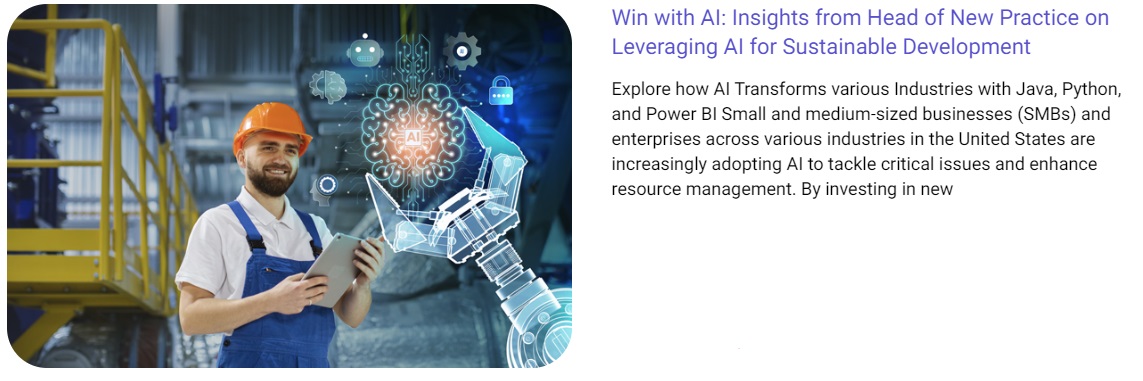 AI
Win with AI: Insights from Head of New Practice on
Leveraging AI for Sustainable Development
Explore how AI Transforms various Industries with Java, Python,
and Power BI Small and medium-sized businesses (SMBs) and
enterprises across various industries in the United States are
increasingly adopting AI to tackle critical issues and enhance
resource management. By investing in new